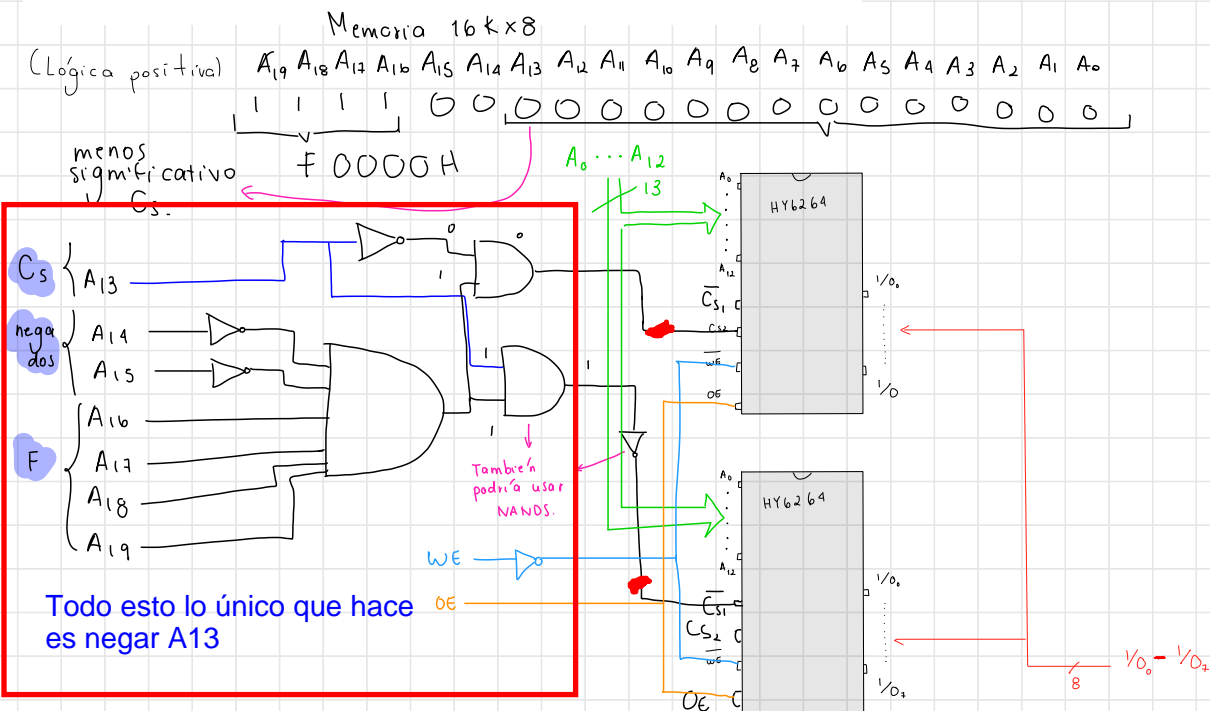 Memoria 16k×8
(Lógica positiva) A19 A18 A17 A16 A15 A14 A13 A12 A11 A10 A9 A8 A7 A6 A5 A4 A3 A2 A1 A0
1 1 1 1 0 0 0 0 0 0 0 0 0 0 0 0 0 0 0 0
F 0000H
menos
significativo
Cs.
A0 ... A12
13
Cs
A13
0
1
0
nega
dos
A14
A15
F
A16
A17
A18
A19
1
1
1
También
podría usar
NANDS.
WE
OE
Todo esto lo único que hace
es negar A13
HY6264
A0
A12
C̅s̅1̅
Cs2
W̅E̅
OE
I/O0
I/O
HY6264
A0
A12
C̅s̅1̅
CS2
W̅E̅
OE
I/O0
I/O7
8
I/O0 - I/O7